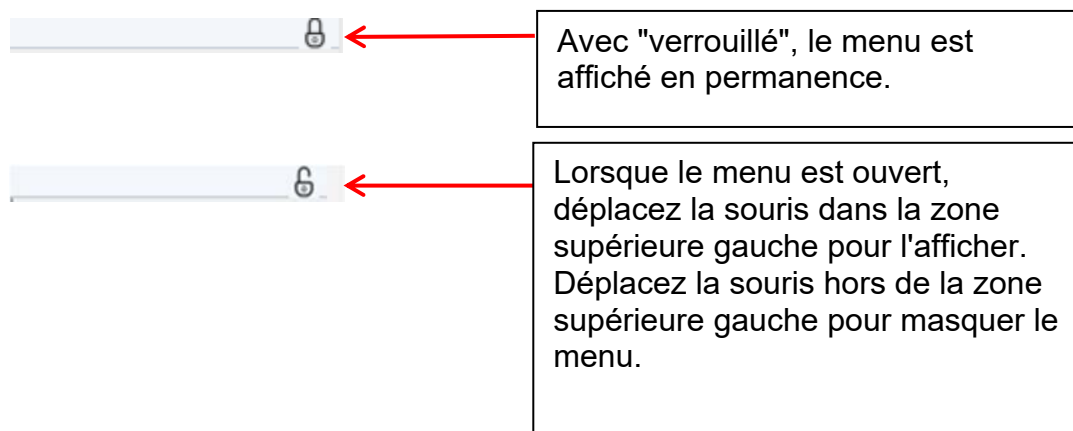 Avec "verrouillé", le menu est
affiché en permanence.
Lorsque le menu est ouvert,
déplacez la souris dans la zone
supérieure gauche pour l'afficher.
Déplacez la souris hors de la zone
supérieure gauche pour masquer le
menu.